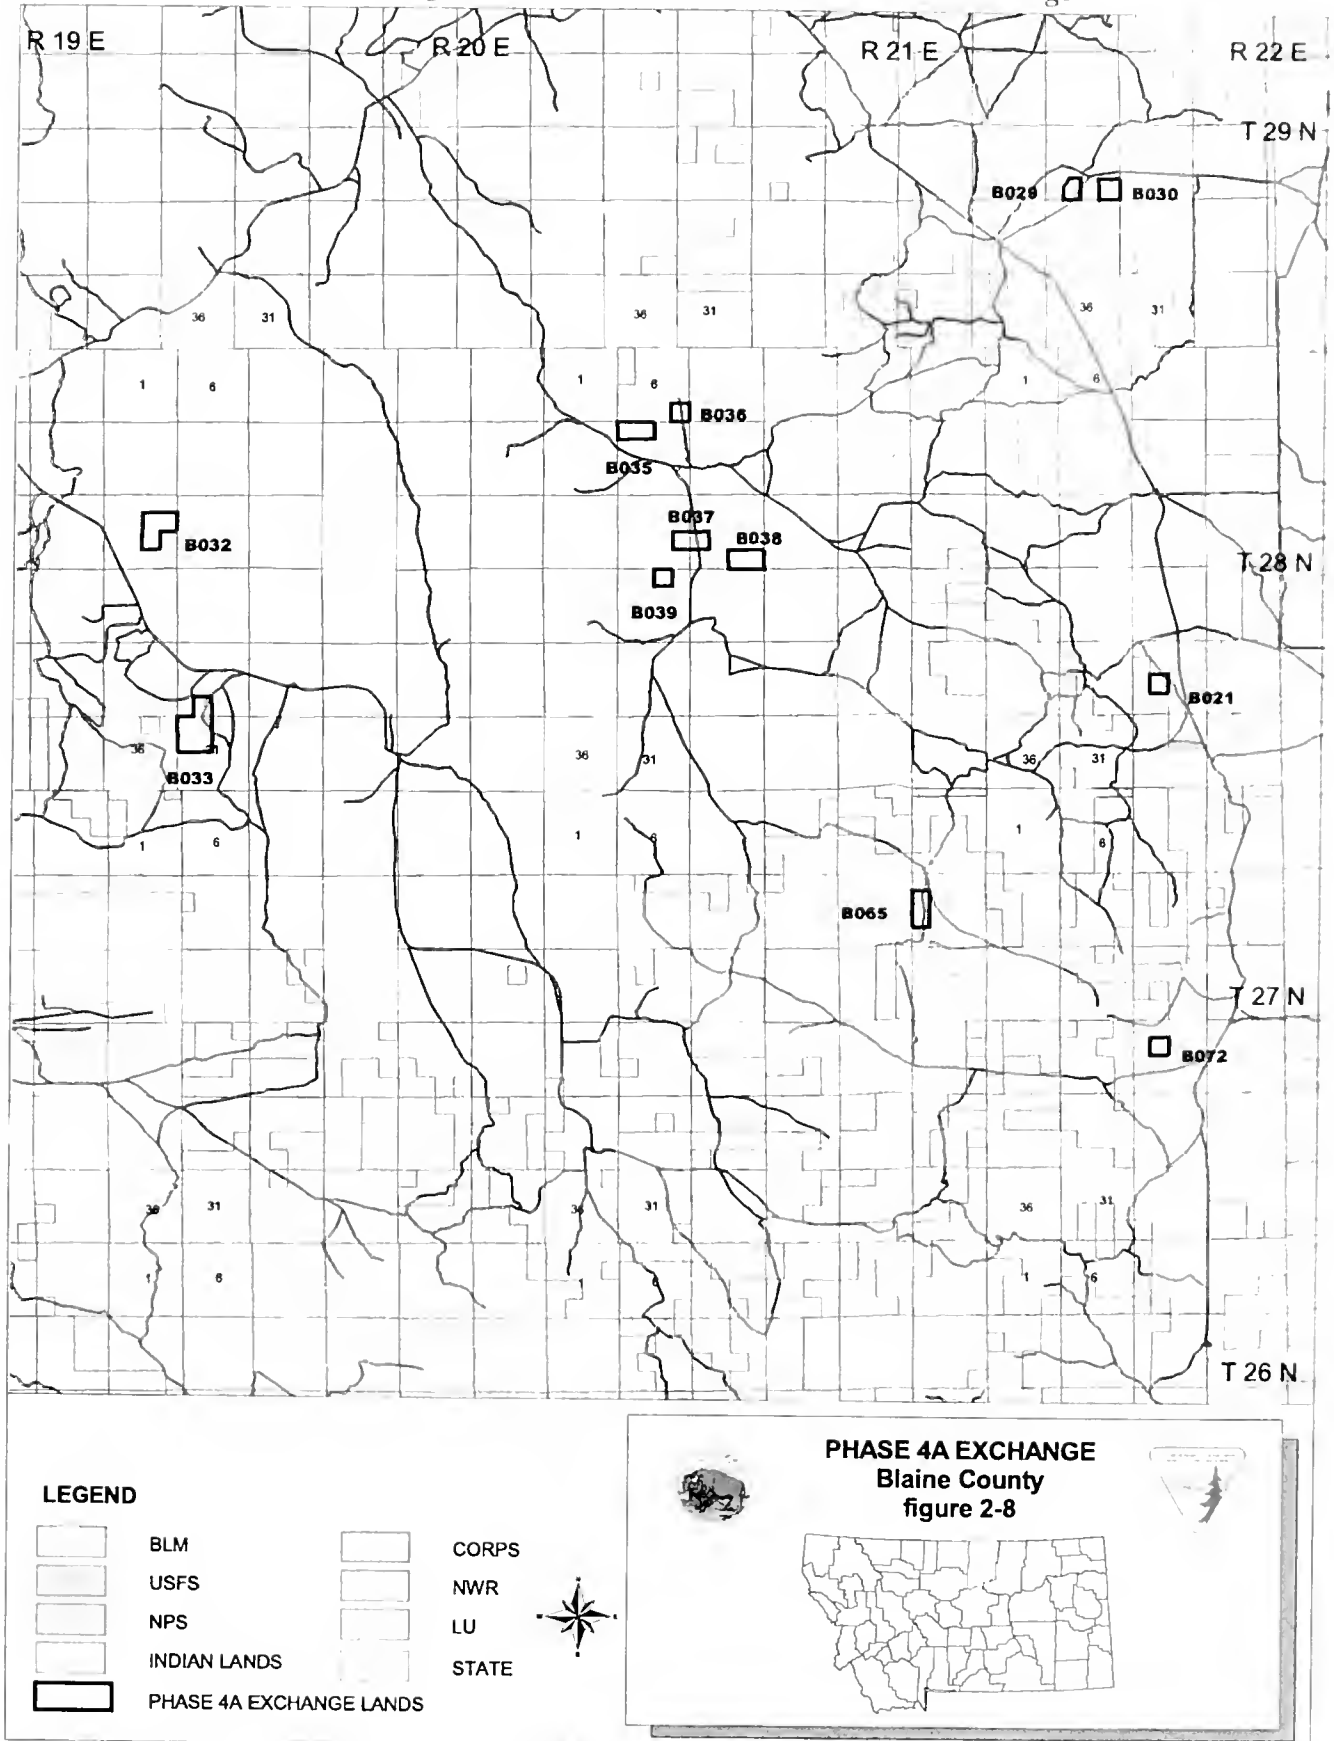 R 19 E
R 20 E
R 21 E
R 22 E
T 29 N
B029
B030
36
31
36
31
36
31
1
6
1
6
1
6
B036
B035
B037
B038
B032
T 28 N
B039
B021
36
31
36
31
36
31
B033
1
6
1
6
1
6
B065
T 27 N
B072
36
31
36
31
36
31
1
6
1
6
1
6
T 26 N
LEGEND
BLM
USFS
NPS
INDIAN LANDS
PHASE 4A EXCHANGE LANDS
CORPS
NWR
LU
STATE
PHASE 4A EXCHANGE
Blaine County
figure 2-8